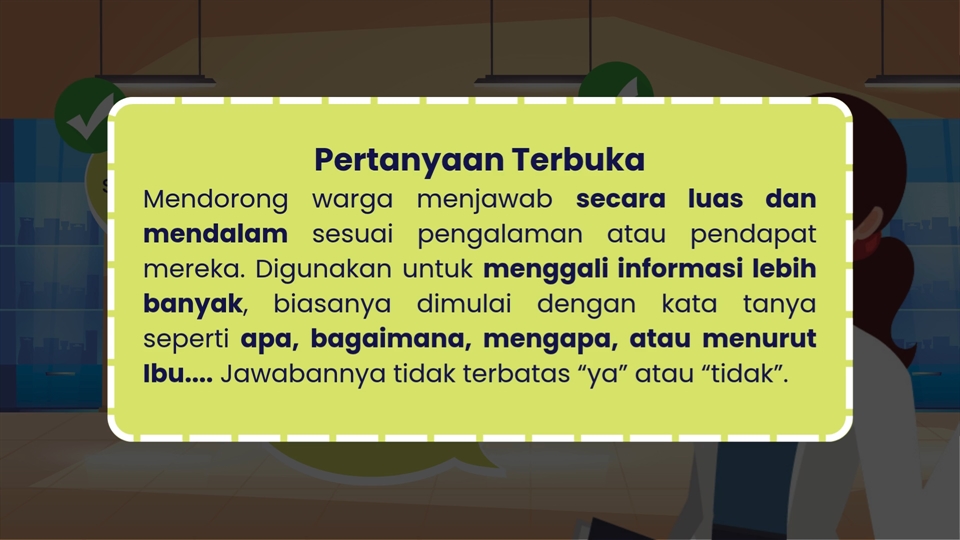 Pertanyaan Terbuka
Mendorong warga menjawab secara luas dan
mendalam sesuai pengalaman atau pendapat
mereka. Digunakan untuk menggali informasi lebih
banyak, biasanya dimulai dengan kata tanya
seperti apa, bagaimana, mengapa, atau menurut
Ibu.... Jawabannya tidak terbatas “ya” atau “tidak”.